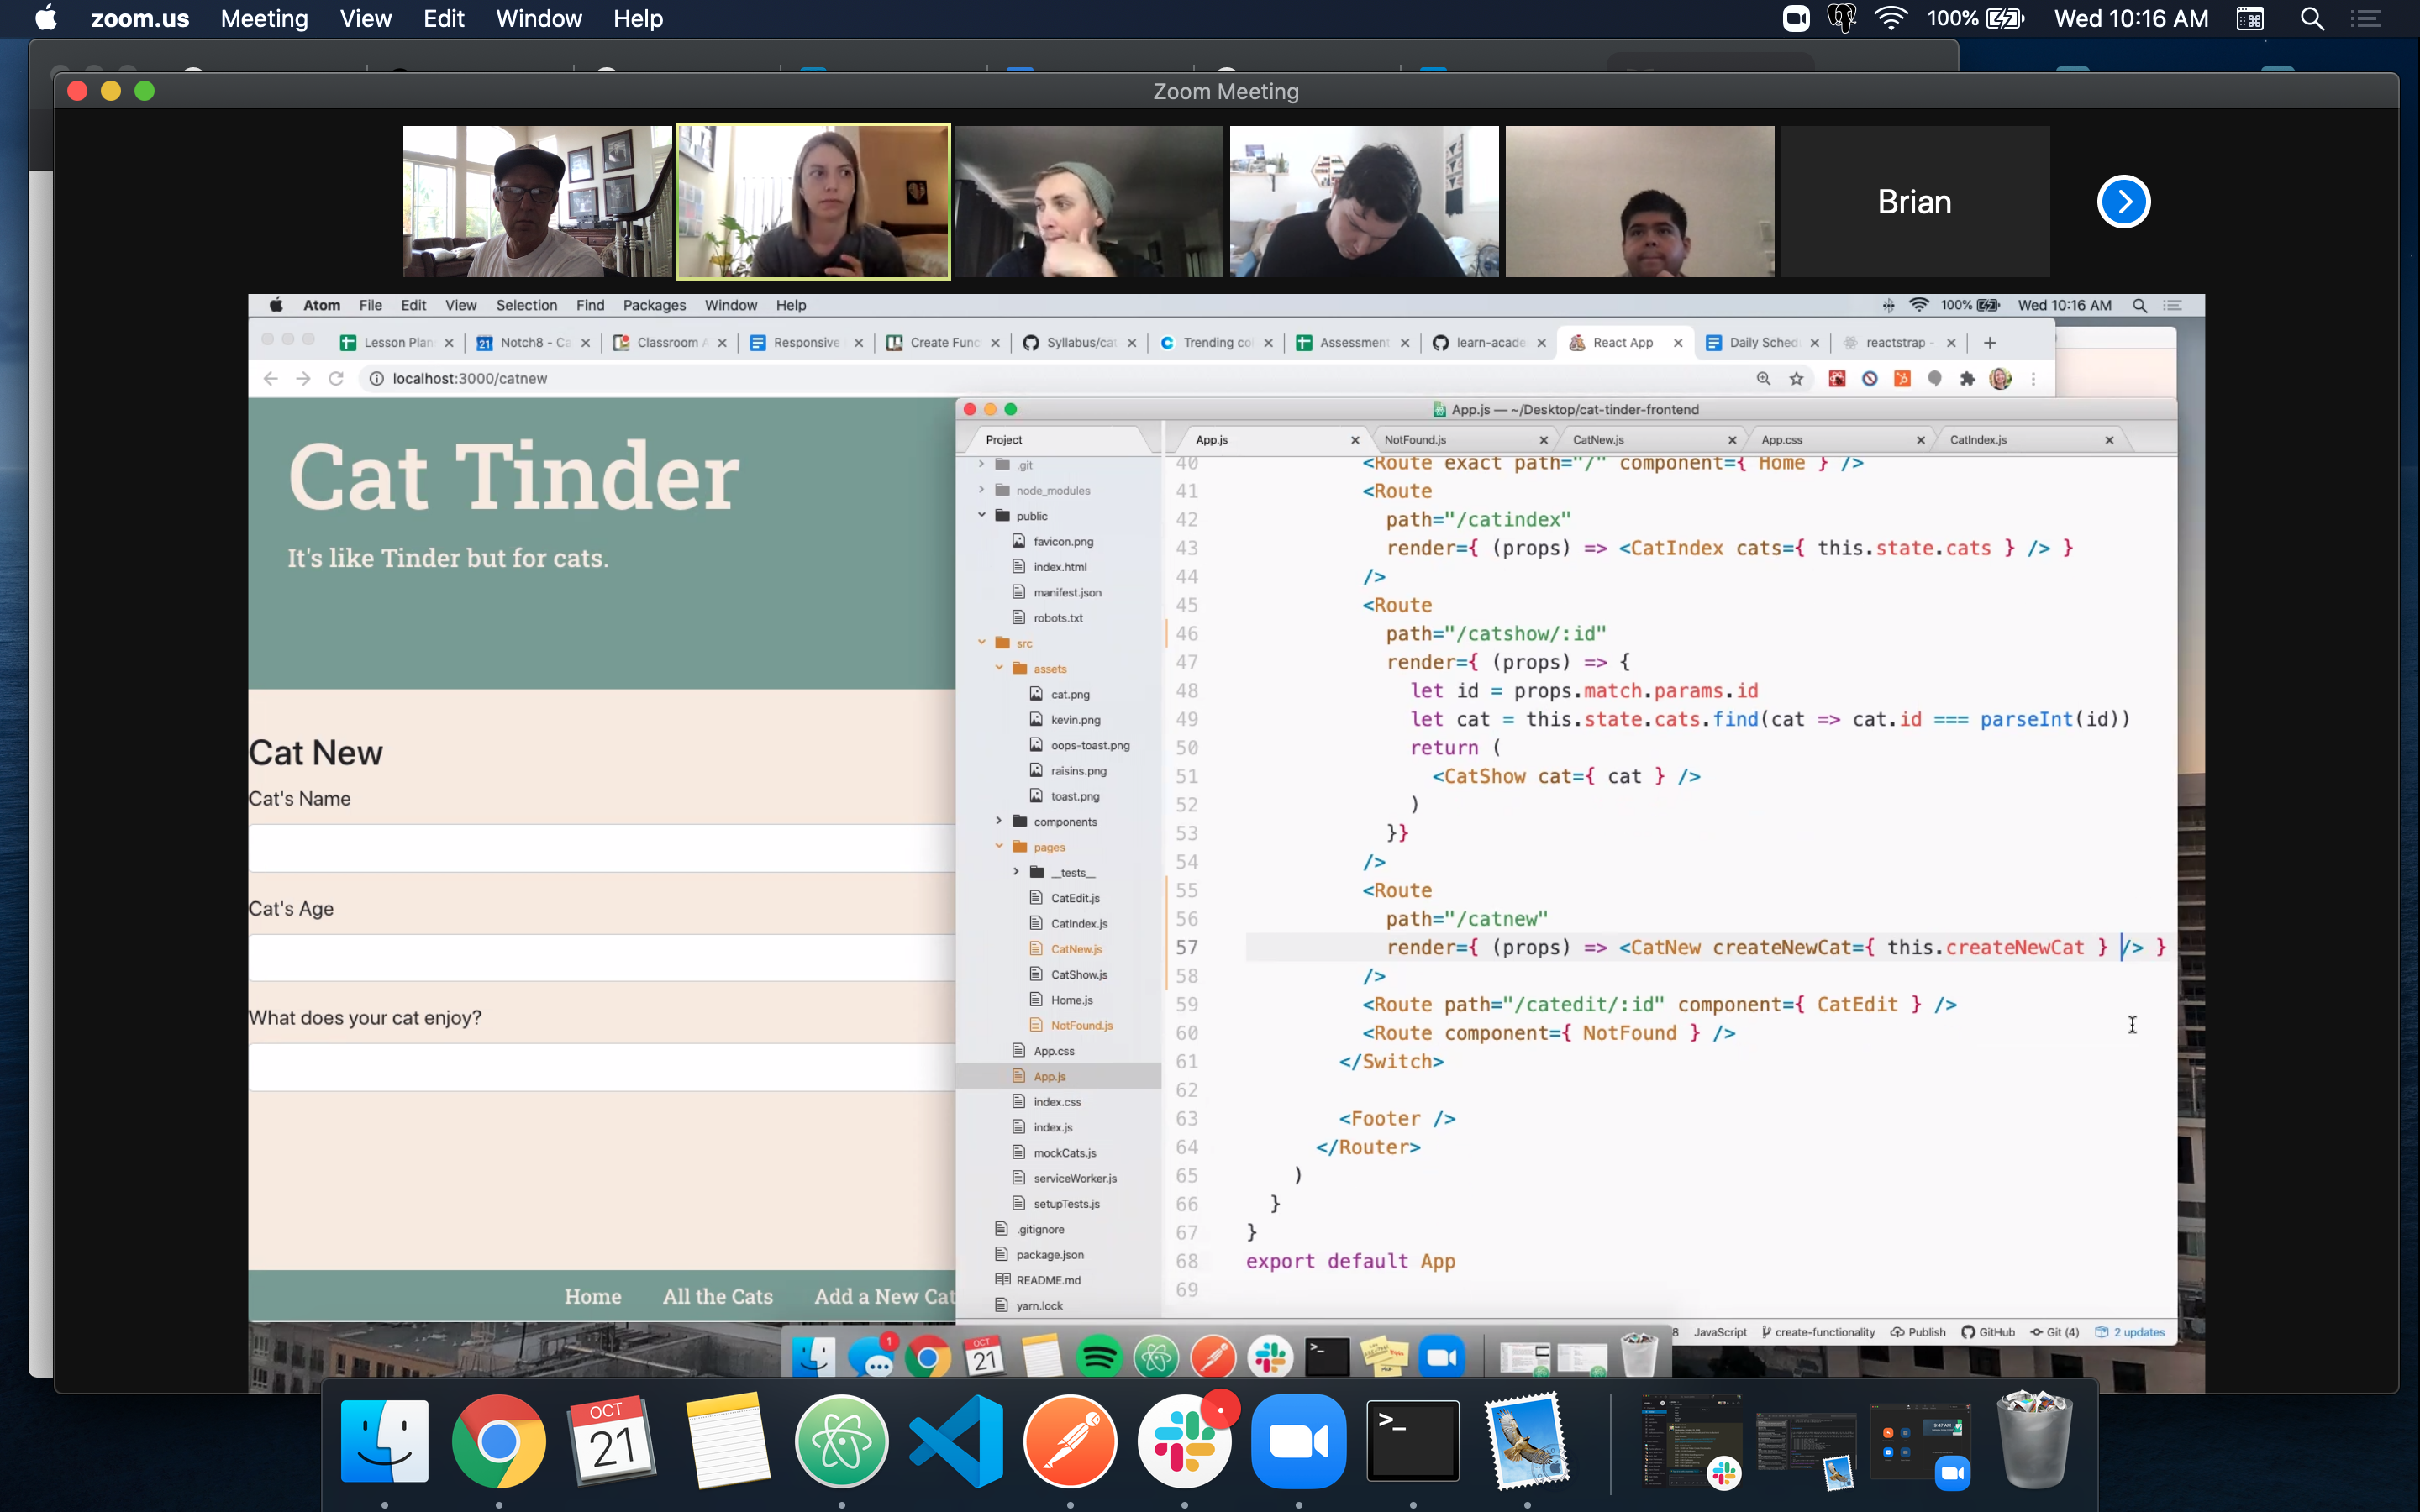 zoom.us Meeting View Edit Window Help 100% Wed 10:16 AM
Zoom Meeting
Brian
Atom File Edit View Selection Find Packages Window Help 100% Wed 10:16 AM
Lesson Plan Notch8 - Ca Classroom A Responsive Create Func Syllabus/cat Trending co Assessment learn-acade React App Daily Sched reactstrap -
localhost:3000/catnew
Cat Tinder
It's like Tinder but for cats.
Cat New
Cat's Name
Cat's Age
What does your cat enjoy?
Home All the Cats Add a New Cat
App.js — ~/Desktop/cat-tinder-frontend
Project
App.js NotFound.js CatNew.js App.css CatIndex.js
.git
node_modules
public
favicon.png
index.html
manifest.json
robots.txt
src
assets
cat.png
kevin.png
oops-toast.png
raisins.png
toast.png
components
pages
__tests__
CatEdit.js
CatIndex.js
CatNew.js
CatShow.js
Home.js
NotFound.js
App.css
App.js
index.css
index.js
mockCats.js
serviceWorker.js
setupTests.js
.gitignore
package.json
README.md
yarn.lock
40 <Route exact path="/" component={ Home } />
41 <Route
42 path="/catindex"
43 render={ (props) => <CatIndex cats={ this.state.cats } /> }
44 />
45 <Route
46 path="/catshow/:id"
47 render={ (props) => {
48 let id = props.match.params.id
49 let cat = this.state.cats.find(cat => cat.id === parseInt(id))
50 return (
51 <CatShow cat={ cat } />
52 )
53 }}
54 />
55 <Route
56 path="/catnew"
57 render={ (props) => <CatNew createNewCat={ this.createNewCat } /> }
58 />
59 <Route path="/catedit/:id" component={ CatEdit } />
60 <Route component={ NotFound } />
61 </Switch>
62
63 <Footer />
64 </Router>
65 )
66 }
67 }
68 export default App
69
8 JavaScript create-functionality Publish GitHub Git (4) 2 updates
1
OCT
21
OCT
21